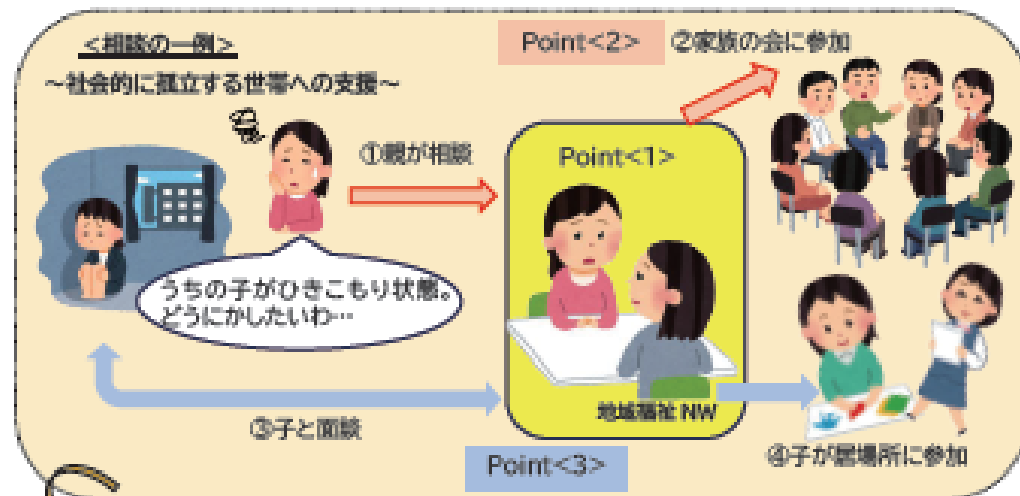 <相談の一例>
～社会的に孤立する世帯への支援～
Point<2>
②家族の会に参加
①親が相談
Point<1>
うちの子がひきこもり状態。
どうにかしたいわ…
地域福祉NW
③子と面談
Point<3>
④子が居場所に参加